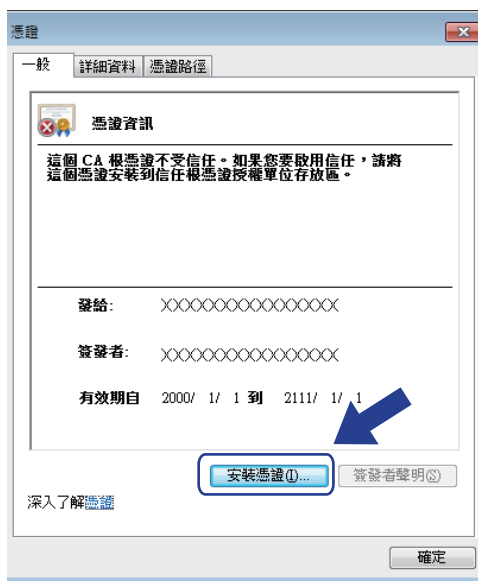 憑證
一般 詳細資料 憑證路徑
憑證資訊
這個 CA 根憑證不受信任。如果您要啟用信任，請將
這個憑證安裝到信任根憑證授權單位存放區。
發給: XXXXXXXXXXXXXXXX
簽發者: XXXXXXXXXXXXXXXX
有效期自 2000/ 1/ 1 到 2111/ 1/ 1
安裝憑證(I)... 簽發者聲明(S)
深入了解憑證
確定